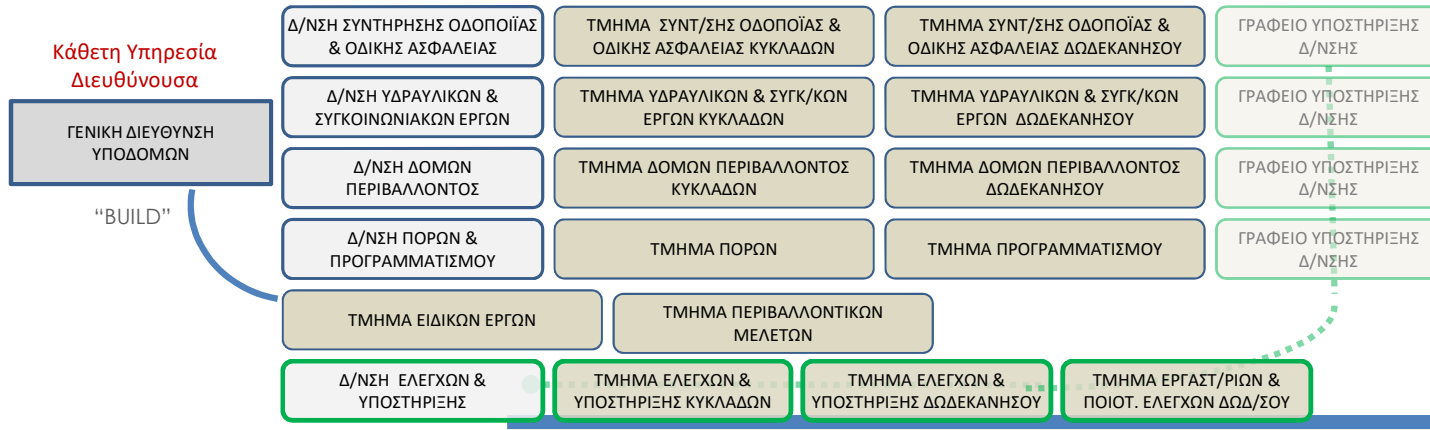 Κάθετη Υπηρεσία
Διευθύνουσα
ΓΕΝΙΚΗ ΔΙΕΥΘΥΝΣΗ
ΥΠΟΔΟΜΩΝ
“BUILD”
Δ/ΝΣΗ ΣΥΝΤΗΡΗΣΗΣ ΟΔΟΠΟΙΪΑΣ
& ΟΔΙΚΗΣ ΑΣΦΑΛΕΙΑΣ
ΤΜΗΜΑ ΣΥΝΤ/ΣΗΣ ΟΔΟΠΟΪΑΣ &
ΟΔΙΚΗΣ ΑΣΦΑΛΕΙΑΣ ΚΥΚΛΑΔΩΝ
ΤΜΗΜΑ ΣΥΝΤ/ΣΗΣ ΟΔΟΠΟΪΑΣ
& ΟΔΙΚΗΣ ΑΣΦΑΛΕΙΑΣ ΔΩΔΕΚΑΝΗΣΟΥ
ΓΡΑΦΕΙΟ ΥΠΟΣΤΗΡΙΞΗΣ
Δ/ΝΣΗΣ
Δ/ΝΣΗ ΥΔΡΑΥΛΙΚΩΝ &
ΣΥΓΚΟΙΝΩΝΙΑΚΩΝ ΕΡΓΩΝ
ΤΜΗΜΑ ΥΔΡΑΥΛΙΚΩΝ & ΣΥΓΚ/ΚΩΝ
ΕΡΓΩΝ ΚΥΚΛΑΔΩΝ
ΤΜΗΜΑ ΥΔΡΑΥΛΙΚΩΝ & ΣΥΓΚ/ΚΩΝ
ΕΡΓΩΝ ΔΩΔΕΚΑΝΗΣΟΥ
ΓΡΑΦΕΙΟ ΥΠΟΣΤΗΡΙΞΗΣ
Δ/ΝΣΗΣ
Δ/ΝΣΗ ΔΟΜΩΝ
ΠΕΡΙΒΑΛΛΟΝΤΟΣ
ΤΜΗΜΑ ΔΟΜΩΝ ΠΕΡΙΒΑΛΛΟΝΤΟΣ
ΚΥΚΛΑΔΩΝ
ΤΜΗΜΑ ΔΟΜΩΝ ΠΕΡΙΒΑΛΛΟΝΤΟΣ
ΔΩΔΕΚΑΝΗΣΟΥ
ΓΡΑΦΕΙΟ ΥΠΟΣΤΗΡΙΞΗΣ
Δ/ΝΣΗΣ
Δ/ΝΣΗ ΠΟΡΩΝ &
ΠΡΟΓΡΑΜΜΑΤΙΣΜΟΥ
ΤΜΗΜΑ ΠΟΡΩΝ
ΤΜΗΜΑ ΠΡΟΓΡΑΜΜΑΤΙΣΜΟΥ
ΓΡΑΦΕΙΟ ΥΠΟΣΤΗΡΙΞΗΣ
Δ/ΝΣΗΣ
ΤΜΗΜΑ ΕΙΔΙΚΩΝ ΕΡΓΩΝ
ΤΜΗΜΑ ΠΕΡΙΒΑΛΛΟΝΤΙΚΩΝ
ΜΕΛΕΤΩΝ
Δ/ΝΣΗ ΕΛΕΓΧΩΝ &
ΥΠΟΣΤΗΡΙΞΗΣ
ΤΜΗΜΑ ΕΛΕΓΧΩΝ &
ΥΠΟΣΤΗΡΙΞΗΣ ΚΥΚΛΑΔΩΝ
ΤΜΗΜΑ ΕΛΕΓΧΩΝ &
ΥΠΟΣΤΗΡΙΞΗΣ ΔΩΔΕΚΑΝΗΣΟΥ
ΤΜΗΜΑ ΕΡΓΑΣΤ/ΡΙΩΝ &
ΠΟΙΟΤ. ΕΛΕΓΧΩΝ ΔΩΔ/ΣΟΥ